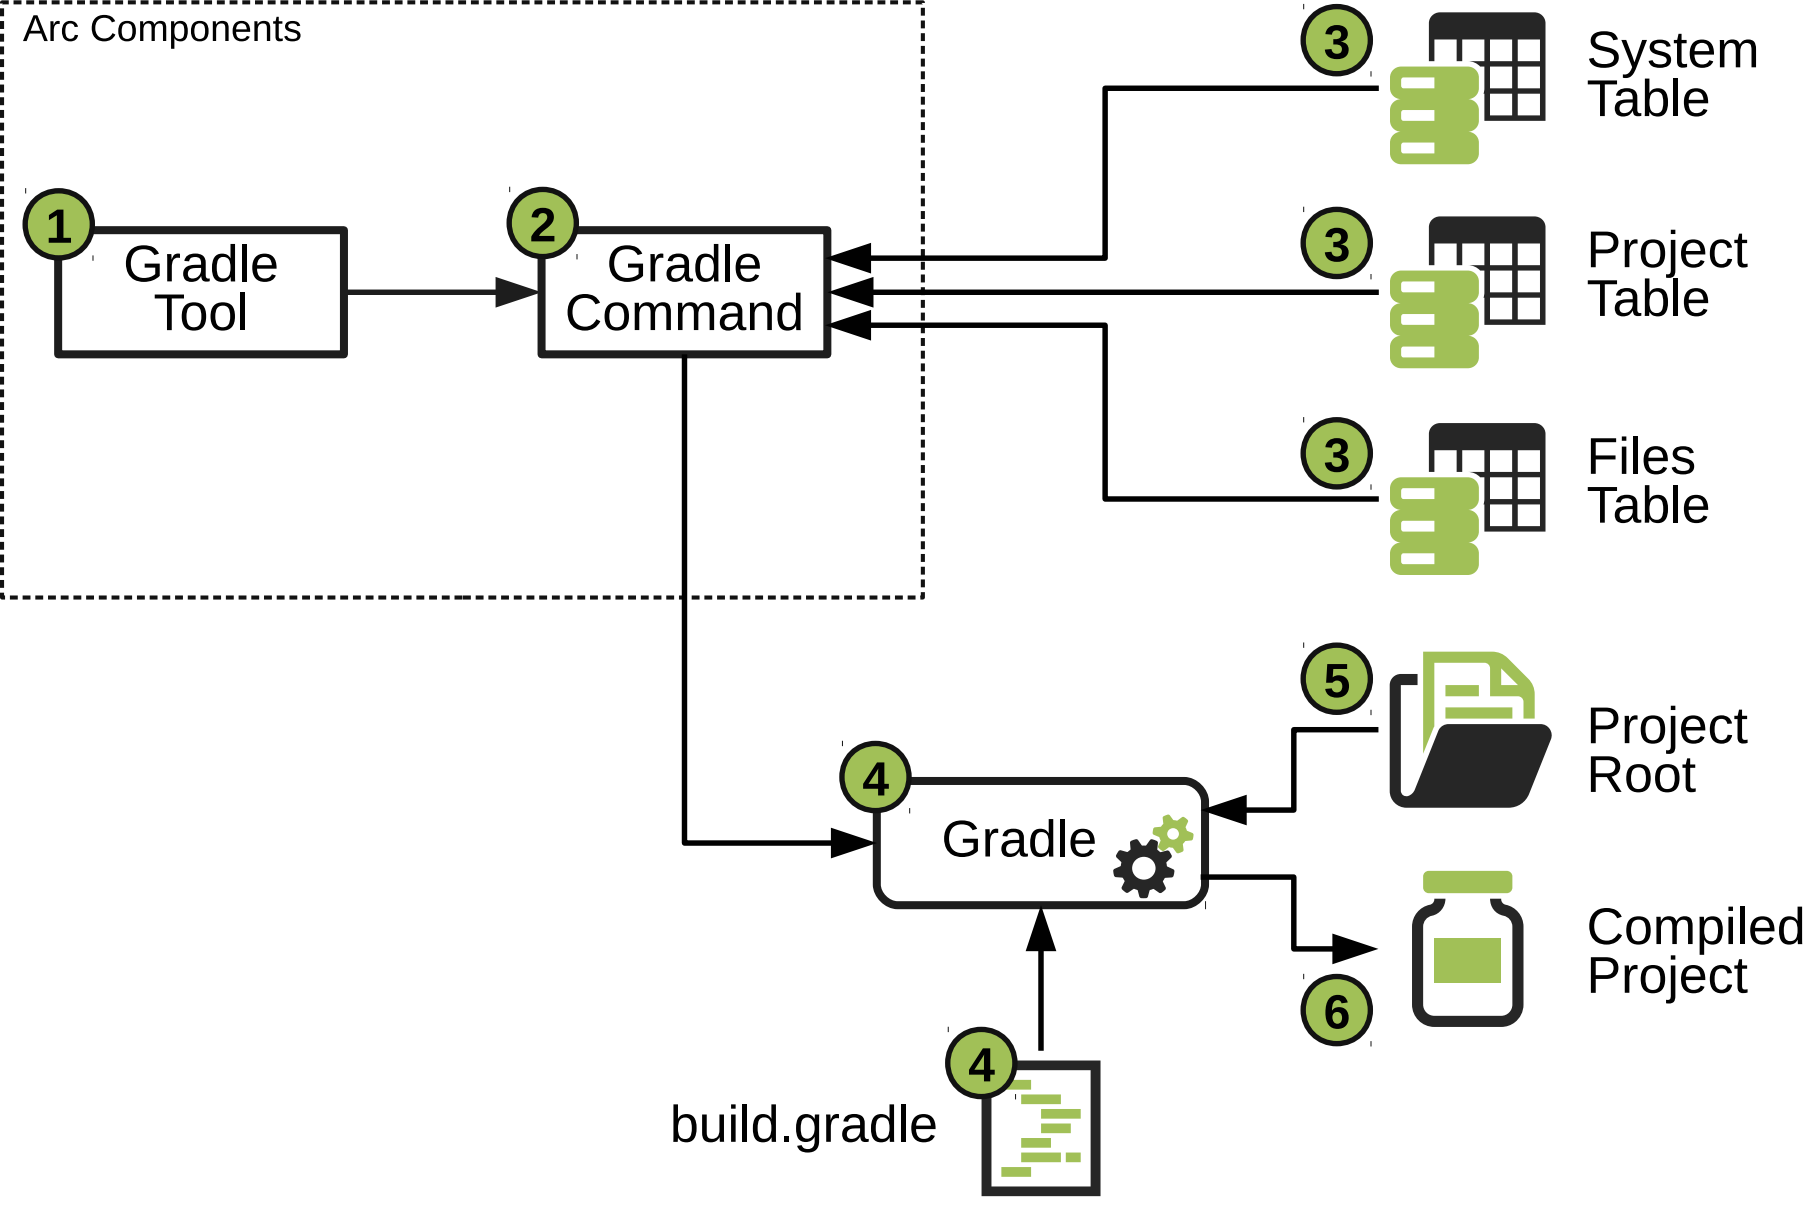 Arc Components
3
System
Table
1
Gradle
Tool
2
Gradle
Command
3
Project
Table
3
Files
Table
5
Project
Root
4
Gradle
Compiled
Project
6
4
build.gradle